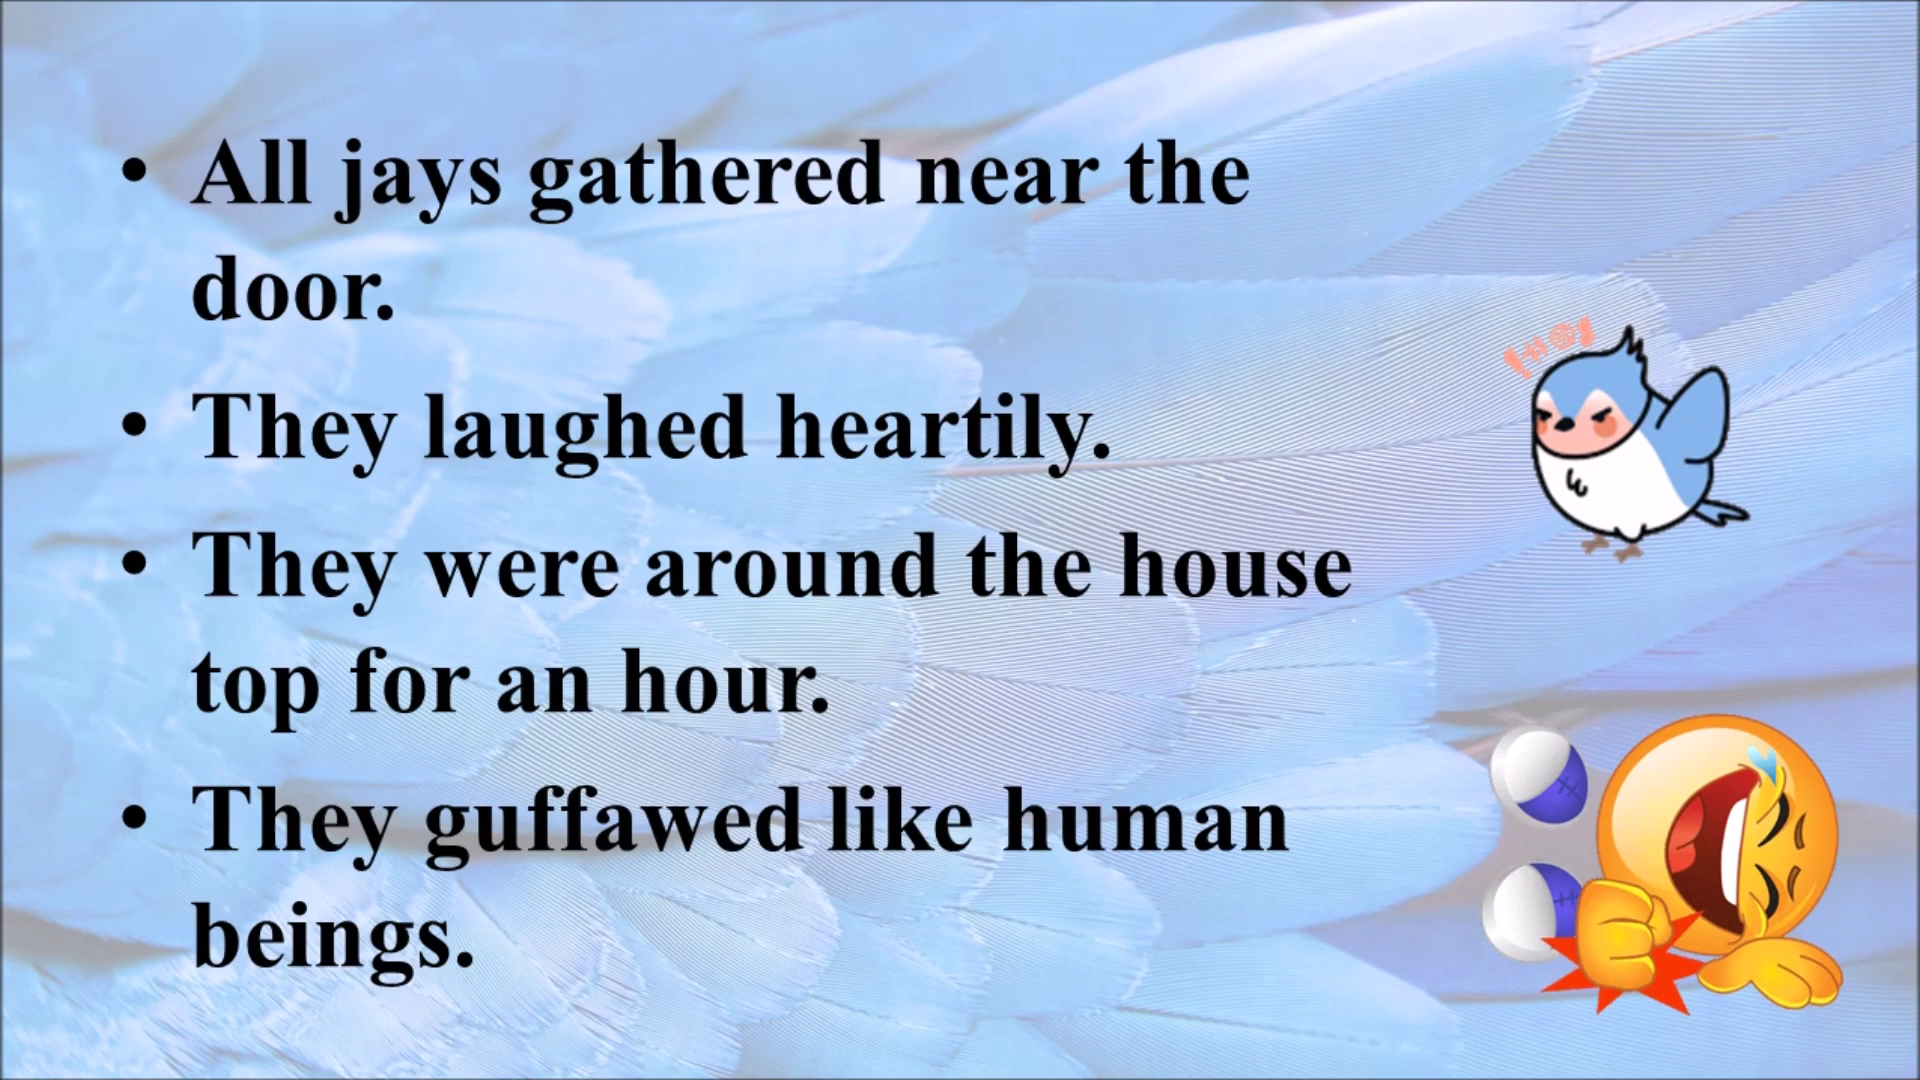 • All jays gathered near the
door.
• They laughed heartily.
• They were around the house
top for an hour.
• They guffawed like human
beings.